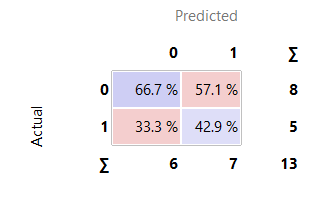 Predicted
0 1 ∑
0 66.7 % 57.1 % 8
Actual
1 33.3 % 42.9 % 5
∑ 6 7 13